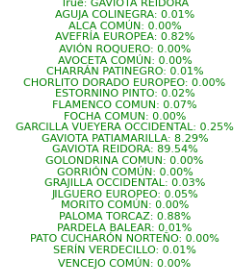 True: GAVIOTA REIDORA
AGUJA COLINEGRA: 0.01%
ALCA COMÚN: 0.00%
AVEFRÍA EUROPEA: 0.82%
AVIÓN ROQUERO: 0.00%
AVOCETA COMÚN: 0.00%
CHARRÁN PATINEGRO: 0.01%
CHORLITO DORADO EUROPEO: 0.00%
ESTORNINO PINTO: 0.02%
FLAMENCO COMUN: 0.07%
FOCHA COMUN: 0.00%
GARCILLA VUEYERA OCCIDENTAL: 0.25%
GAVIOTA PATIAMARILLA: 8.29%
GAVIOTA REIDORA: 89.54%
GOLONDRINA COMUN: 0.00%
GORRIÓN COMÚN: 0.00%
GRAJILLA OCCIDENTAL: 0.03%
JILGUERO EUROPEO: 0.05%
MORITO COMÚN: 0.00%
PALOMA TORCAZ: 0.88%
PARDELA BALEAR: 0.01%
PATO CUCHARÓN NORTEÑO: 0.00%
SERÍN VERDECILLO: 0.01%
VENCEJO COMÚN: 0.00%